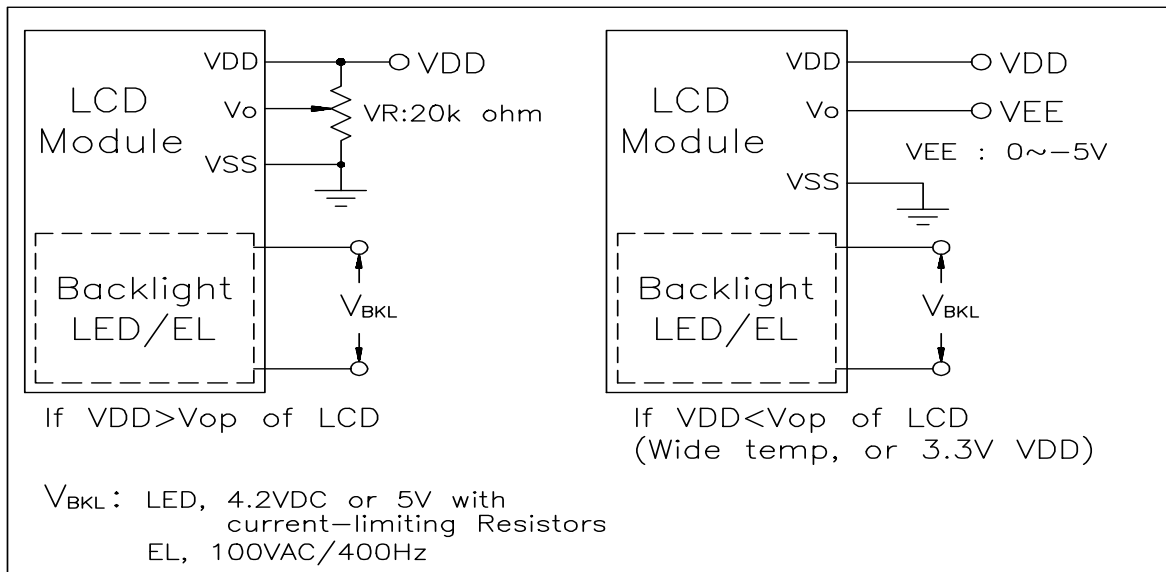 VDD
VDD
Vo
VR:20k ohm
VSS
LCD
Module
Backlight
LED/EL
VBKL
If VDD>Vop of LCD
VDD
VDD
Vo
VEE
VEE : 0~-5V
VSS
LCD
Module
Backlight
LED/EL
VBKL
If VDD<Vop of LCD
(Wide temp, or 3.3V VDD)
VBKL: LED, 4.2VDC or 5V with
current-limiting Resistors
EL, 100VAC/400Hz